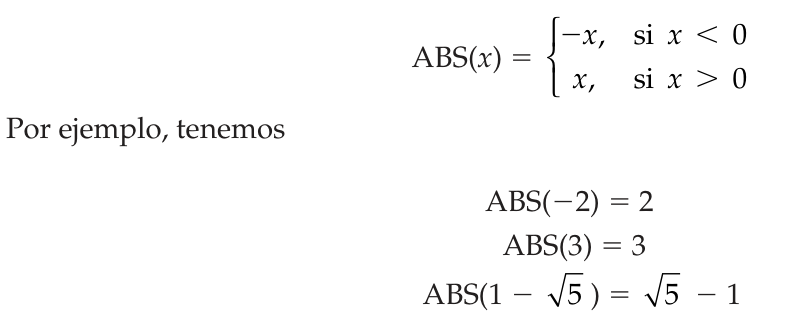 ABS(x) = { −x, si x < 0
x, si x > 0
Por ejemplo, tenemos
ABS(−2) = 2
ABS(3) = 3
ABS(1 − √5 ) = √5 − 1